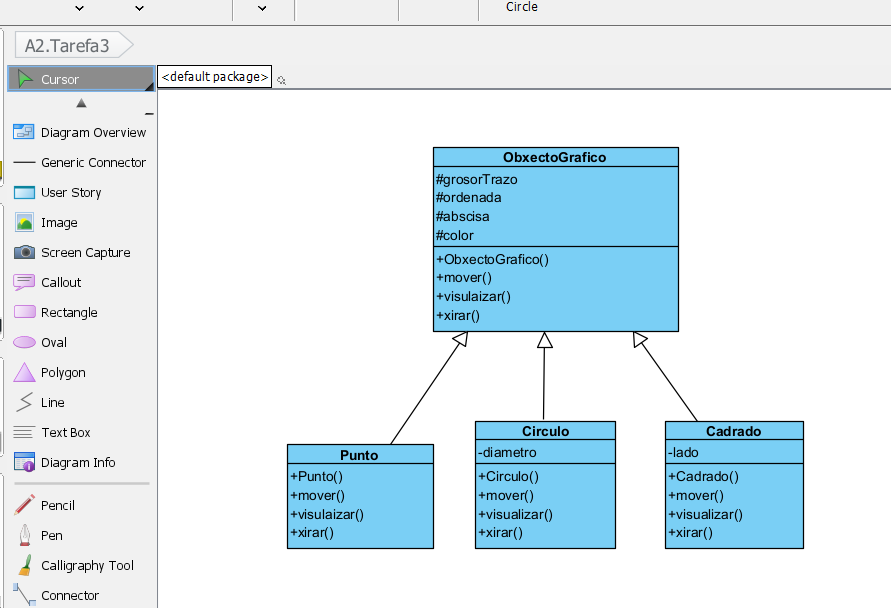 Circle
A2.Tarefa3
Cursor
<default package>
Diagram Overview
Generic Connector
User Story
Image
Screen Capture
Callout
Rectangle
Oval
Polygon
Line
Text Box
Diagram Info
Pencil
Pen
Calligraphy Tool
Connector
ObxectoGrafico
#grosorTrazo
#ordenada
#abscisa
#color
+ObxectoGrafico()
+mover()
+visulaizar()
+xirar()
Punto
+Punto()
+mover()
+visulaizar()
+xirar()
Circulo
-diametro
+Circulo()
+mover()
+visualizar()
+xirar()
Cadrado
-lado
+Cadrado()
+mover()
+visualizar()
+xirar()